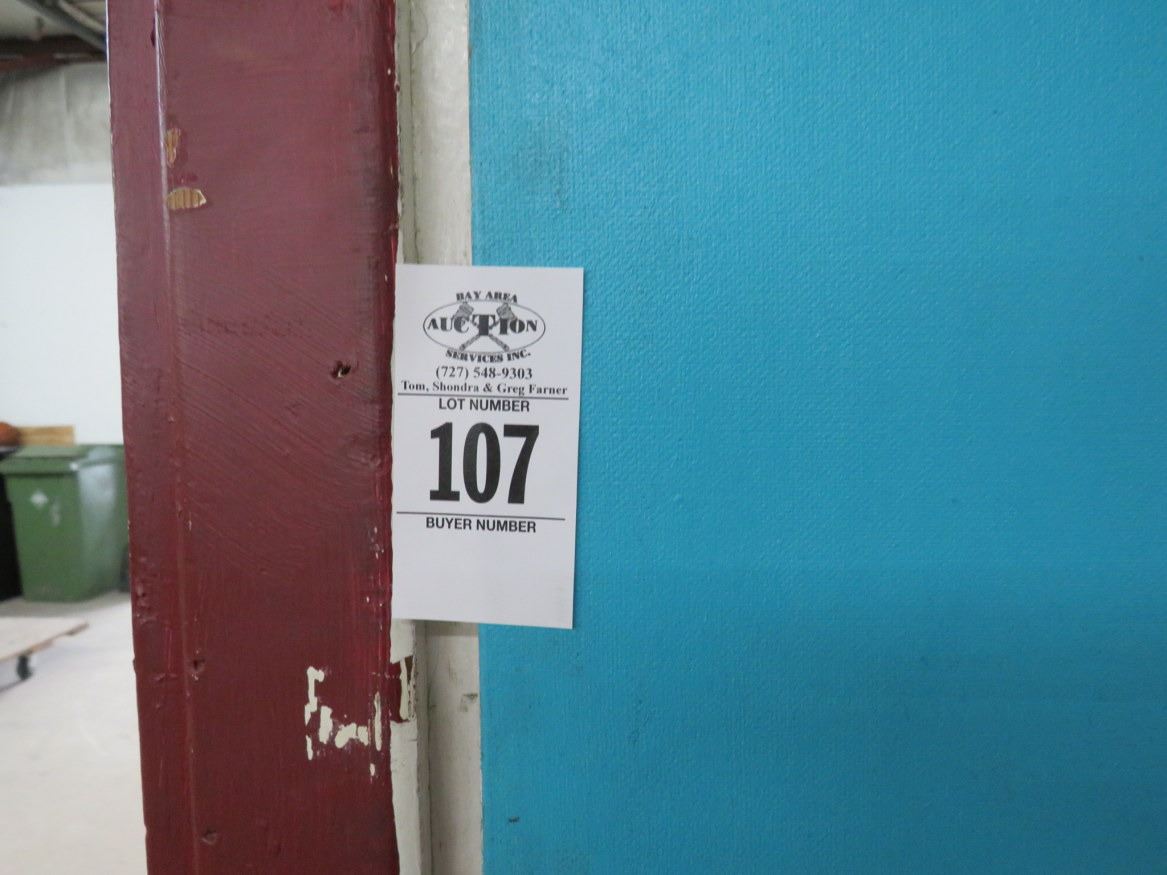 BAY AREA
AUCTION
SERVICES INC.
(727) 548-9303
Tom, Shondra & Greg Farner
LOT NUMBER
107
BUYER NUMBER